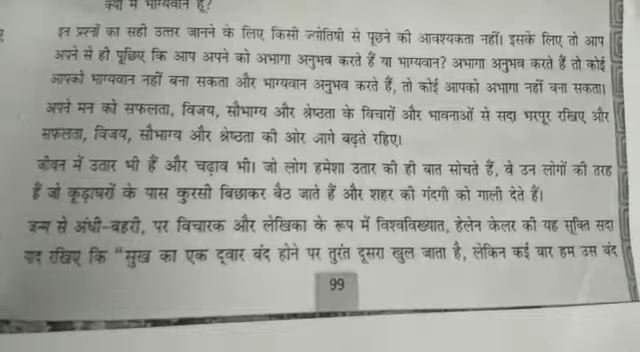 क्या मैं भाग्यवान हूँ?
इन प्रश्नों का सही उत्तर जानने के लिए किसी ज्योतिषी से पूछने की आवश्यकता नहीं। इसके लिए तो आप
अपने से ही पूछिए कि आप अपने को अभागा अनुभव करते हैं या भाग्यवान? अभागा अनुभव करते हैं तो कोई
आपको भाग्यवान नहीं बना सकता और भाग्यवान अनुभव करते हैं, तो कोई आपको अभागा नहीं बना सकता।
अपने मन को सफलता, विजय, सौभाग्य और श्रेष्ठता के विचारों और भावनाओं से सदा भरपूर रखिए और
सफलता, विजय, सौभाग्य और श्रेष्ठता की ओर आगे बढ़ते रहिए।
जीवन में उतार भी हैं और चढ़ाव भी। जो लोग हमेशा उतार की ही बात सोचते हैं, वे उन लोगों की तरह
हैं जो कूड़ाघरों के पास कुरसी बिछाकर बैठ जाते हैं और शहर की गंदगी को गाली देते हैं।
जन्म से अंधी-बहरी, पर विचारक और लेखिका के रूप में विश्वविख्यात, हेलेन केलर की यह सूक्ति सदा
याद रखिए कि "सुख का एक द्वार बंद होने पर तुरंत दूसरा खुल जाता है, लेकिन कई बार हम उस बंद
99